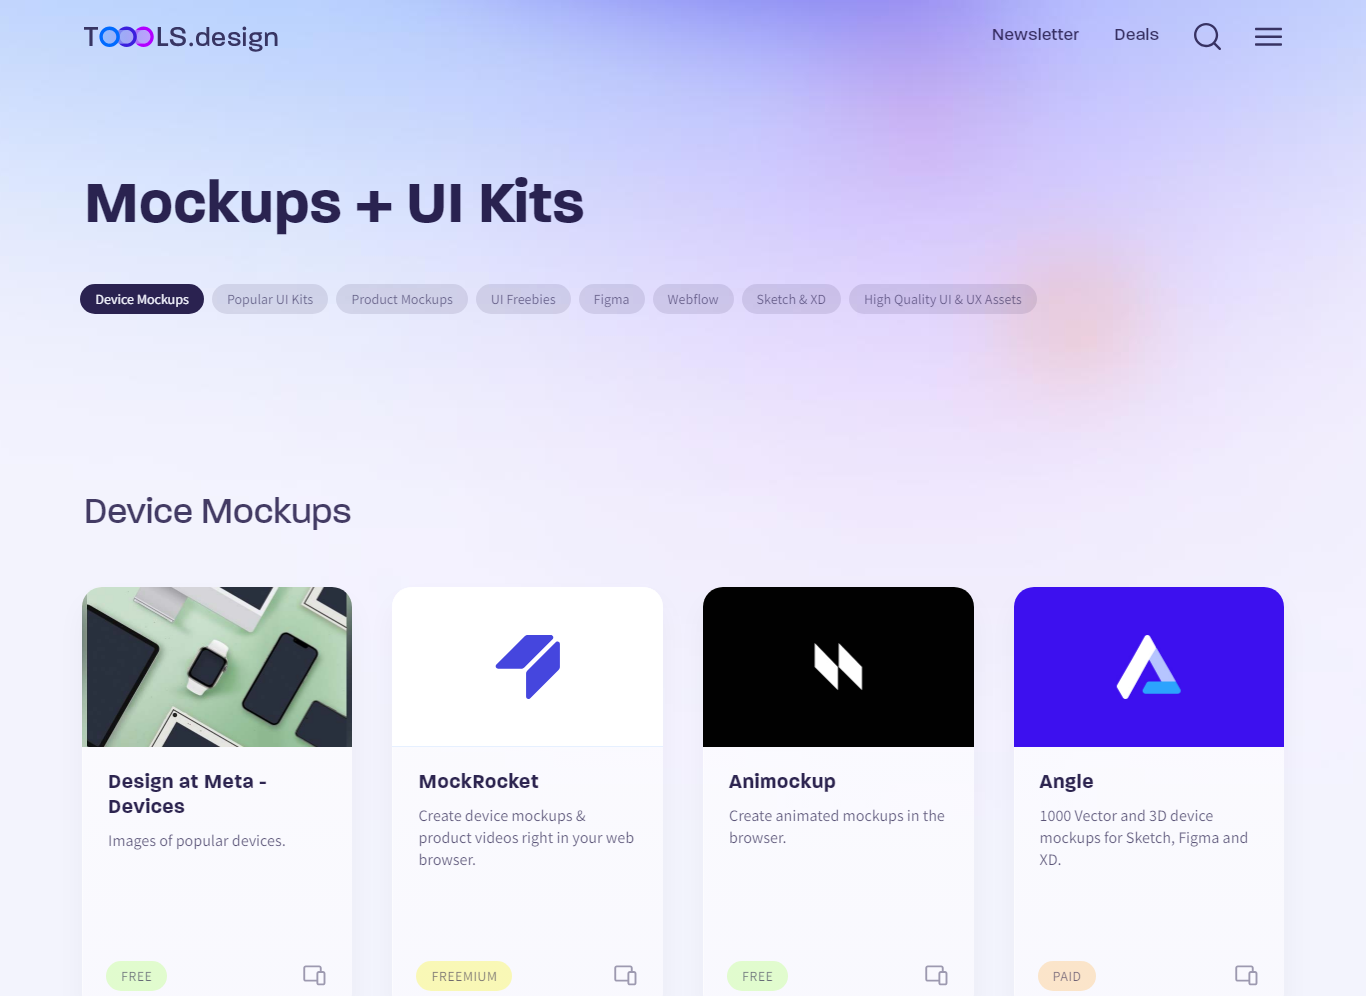 TOOOLS.design
Newsletter
Deals
Mockups + UI Kits
Device Mockups
Popular UI Kits
Product Mockups
UI Freebies
Figma
Webflow
Sketch & XD
High Quality UI & UX Assets
Device Mockups
Design at Meta -
Devices
Images of popular devices.
FREE
MockRocket
Create device mockups &
product videos right in your web
browser.
FREEMIUM
Animockup
Create animated mockups in the
browser.
FREE
Angle
1000 Vector and 3D device
mockups for Sketch, Figma and
XD.
PAID